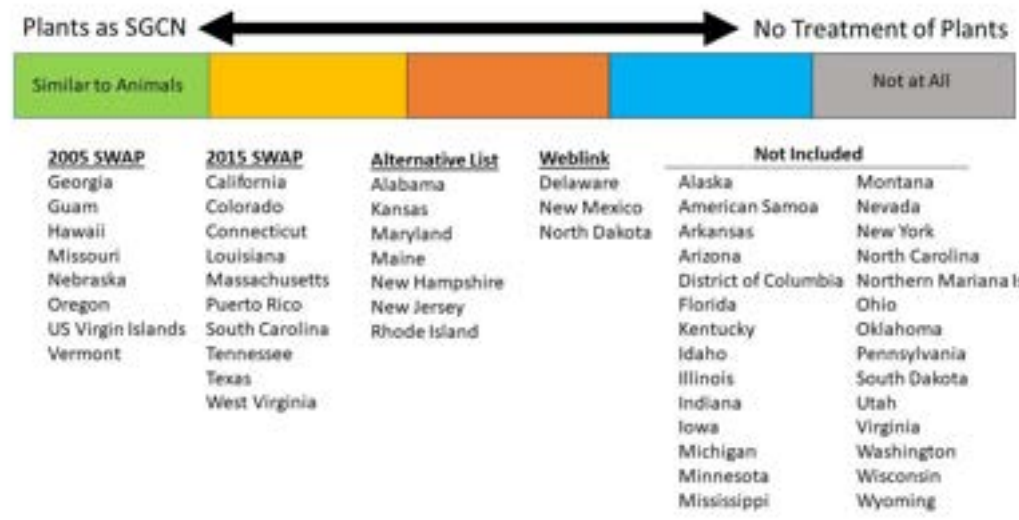 Plants as SGCN
No Treatment of Plants
Similar to Animals
Not at All
2005 SWAP
Georgia
Guam
Hawaii
Missouri
Nebraska
Oregon
US Virgin Islands
Vermont
2015 SWAP
California
Colorado
Connecticut
Louisiana
Massachusetts
Puerto Rico
South Carolina
Tennessee
Texas
West Virginia
Alternative List
Alabama
Kansas
Maryland
Maine
New Hampshire
New Jersey
Rhode Island
Weblink
Delaware
New Mexico
North Dakota
Not Included
Alaska
American Samoa
Arkansas
Arizona
District of Columbia
Florida
Kentucky
Idaho
Illinois
Indiana
Iowa
Michigan
Minnesota
Mississippi
Montana
Nevada
New York
North Carolina
Northern Mariana Is
Ohio
Oklahoma
Pennsylvania
South Dakota
Utah
Virginia
Washington
Wisconsin
Wyoming